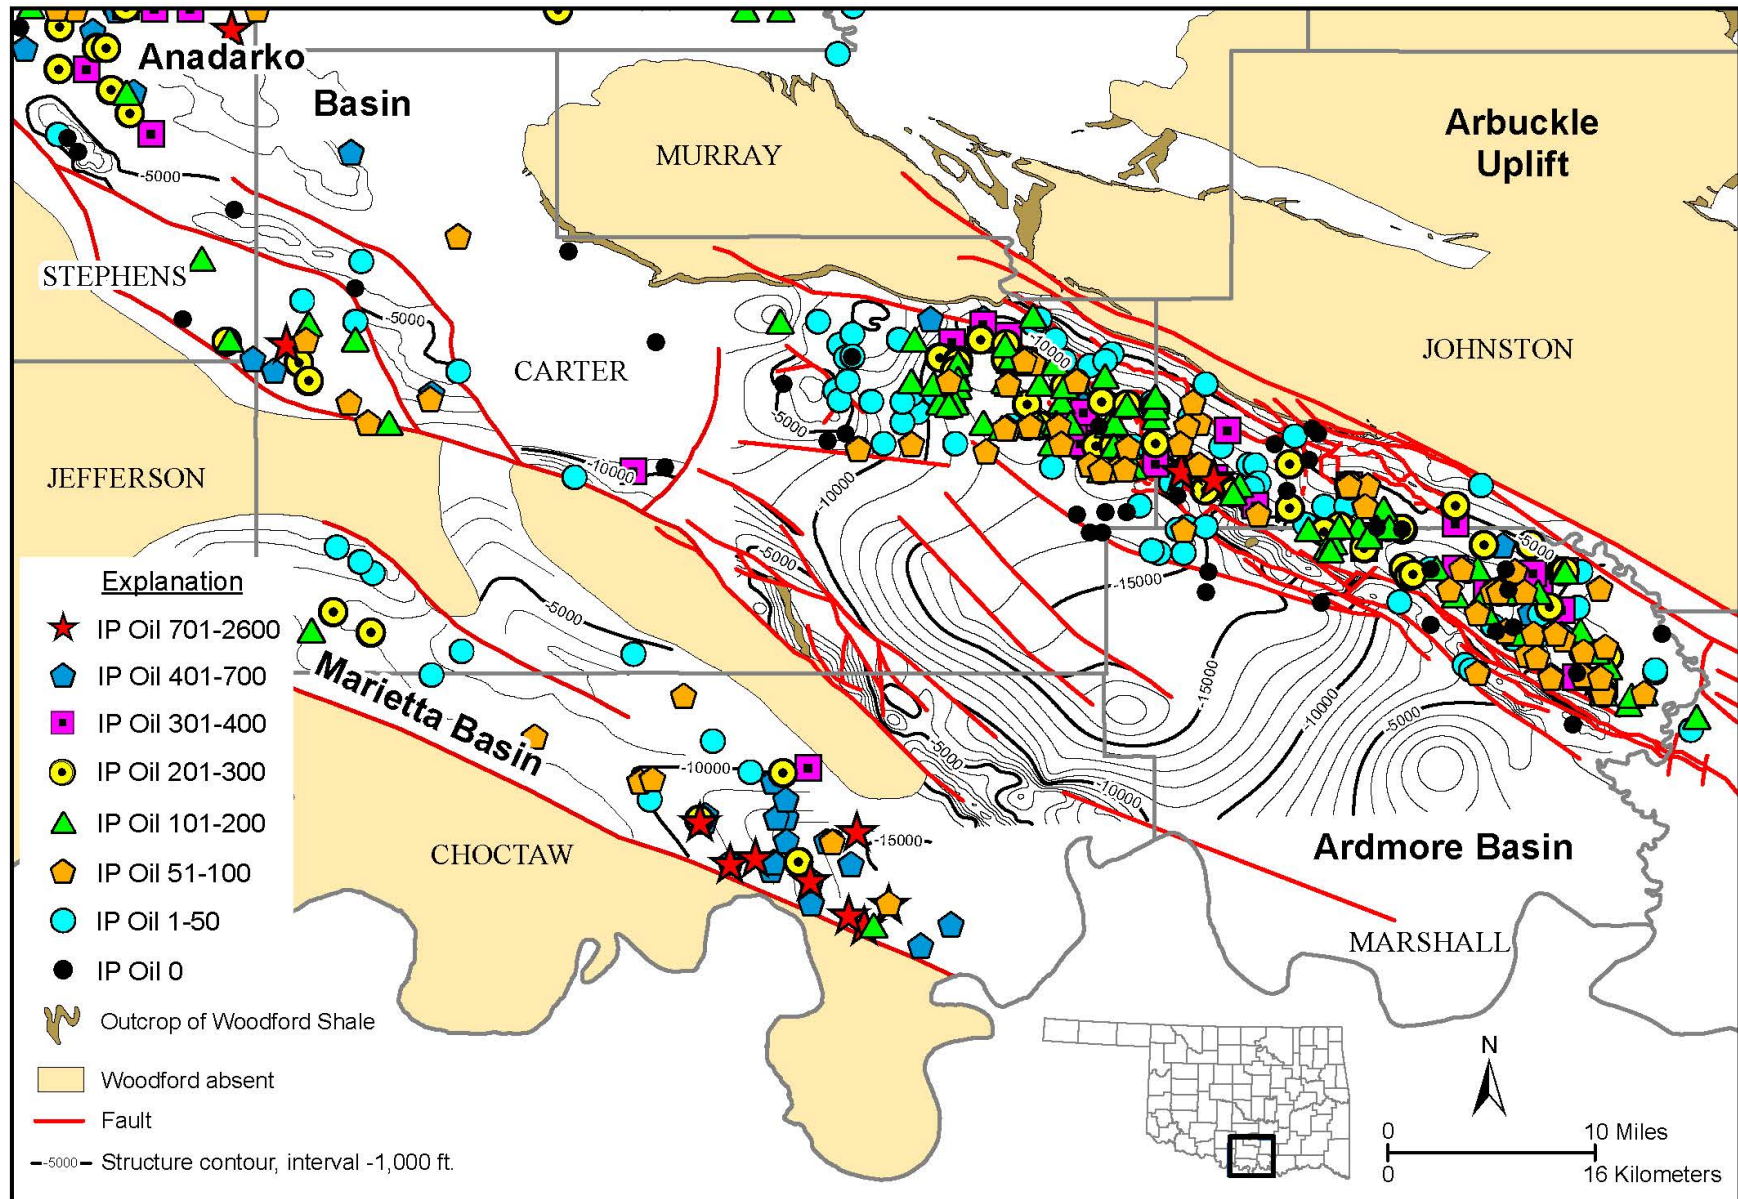 Anadarko
Basin
Arbuckle
Uplift
MURRAY
-5000
STEPHENS
-5000
CARTER
-10000
JOHNSTON
-5000
JEFFERSON
-10000
-10000
-5000
-5000
-15000
Explanation
IP Oil 701-2600
IP Oil 401-700
IP Oil 301-400
IP Oil 201-300
IP Oil 101-200
IP Oil 51-100
IP Oil 1-50
IP Oil 0
Outcrop of Woodford Shale
Woodford absent
Fault
-5000 Structure contour, interval -1,000 ft.
-5000
Marietta Basin
-15000
-10000
-5000
-5000
-10000
-10000
-15000
CHOCTAW
Ardmore Basin
MARSHALL
N
0 10 Miles
0 16 Kilometers